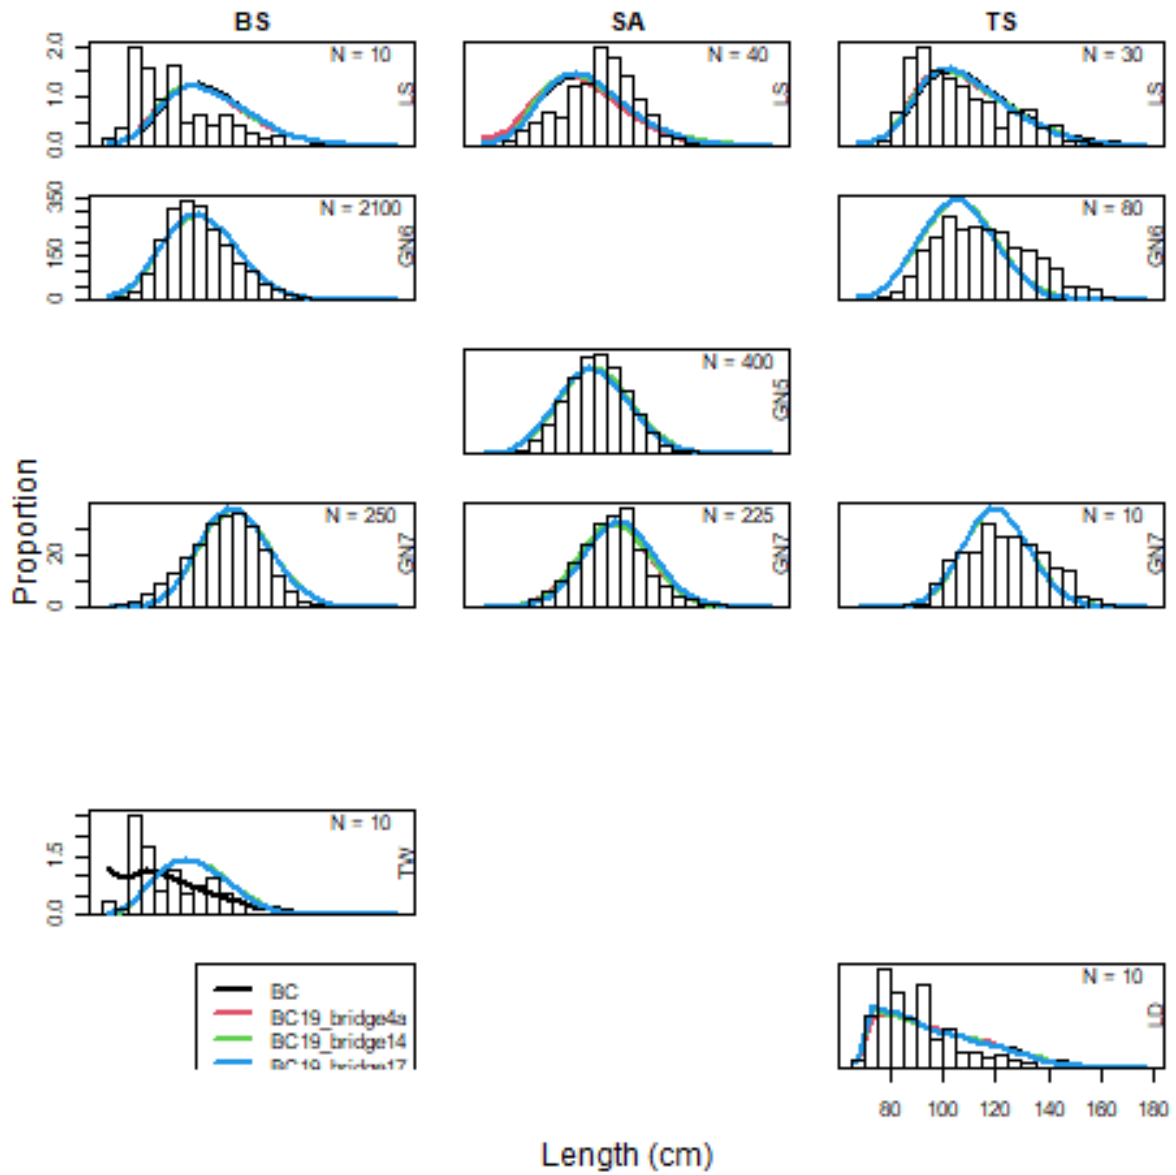 BS
SA
TS
2.0
1.0
0.0
N = 10
LS
N = 40
LS
N = 30
LS
350
150
0
N = 2100
GN6
N = 80
GN6
N = 400
GN5
Proportion
20
0
N = 250
GN7
N = 225
GN7
N = 10
GN7
1.5
0.0
N = 10
TW
BC
BC19_bridge4a
BC19_bridge14
BC19_bridge17
N = 10
80 100 120 140 160 180
Length (cm)